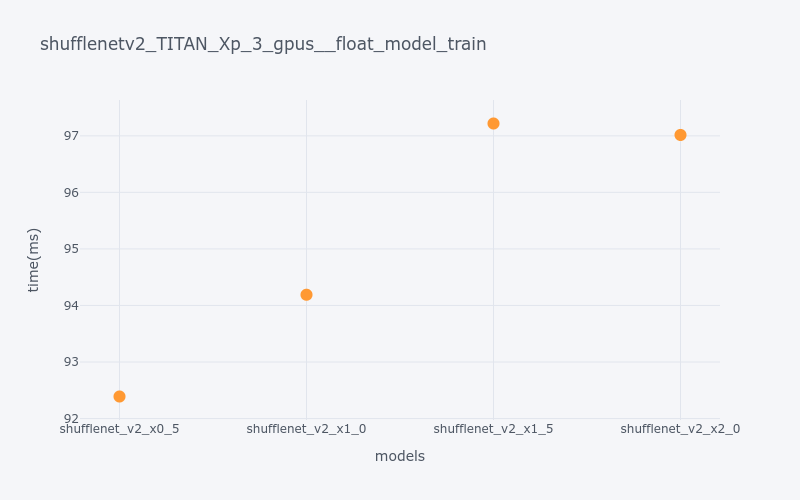 shufflenetv2_TITAN_Xp_3_gpus__float_model_train
time(ms)
97
96
95
94
93
92
shufflenet_v2_x0_5 shufflenet_v2_x1_0 shufflenet_v2_x1_5 shufflenet_v2_x2_0
models